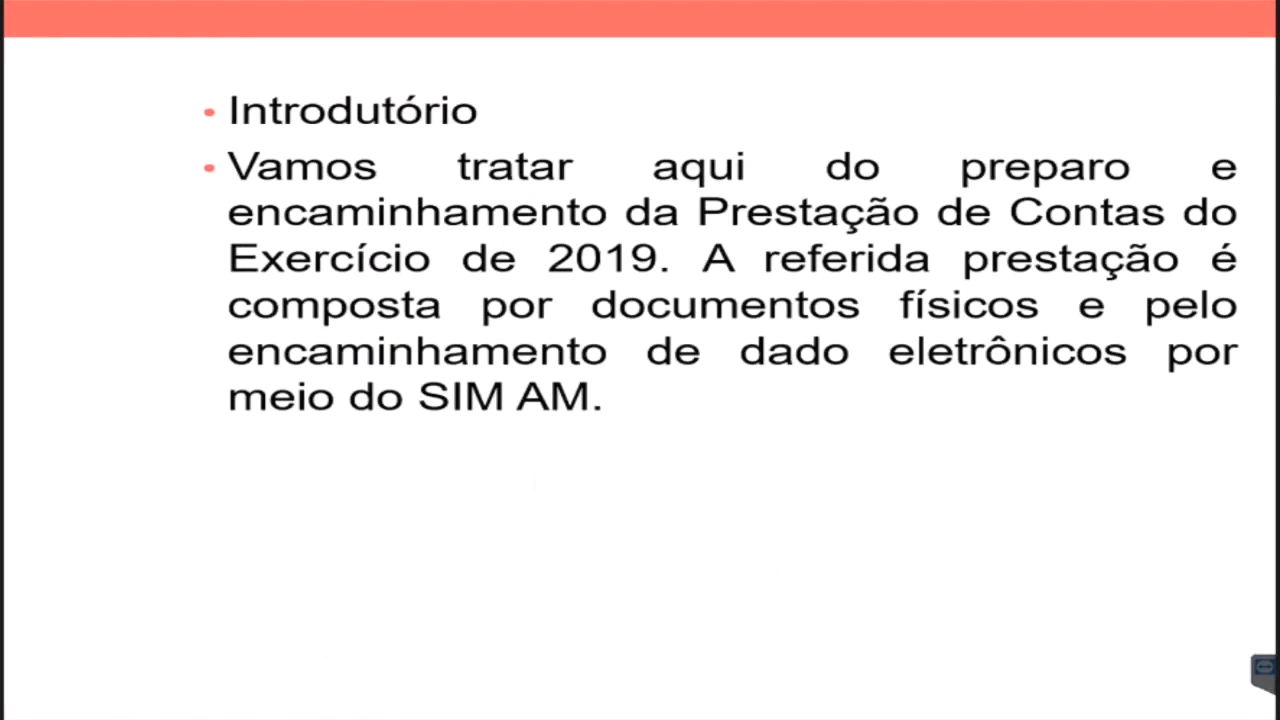 • Introdutório
• Vamos tratar aqui do preparo e
encaminhamento da Prestação de Contas do
Exercício de 2019. A referida prestação é
composta por documentos físicos e pelo
encaminhamento de dado eletrônicos por
meio do SIM AM.